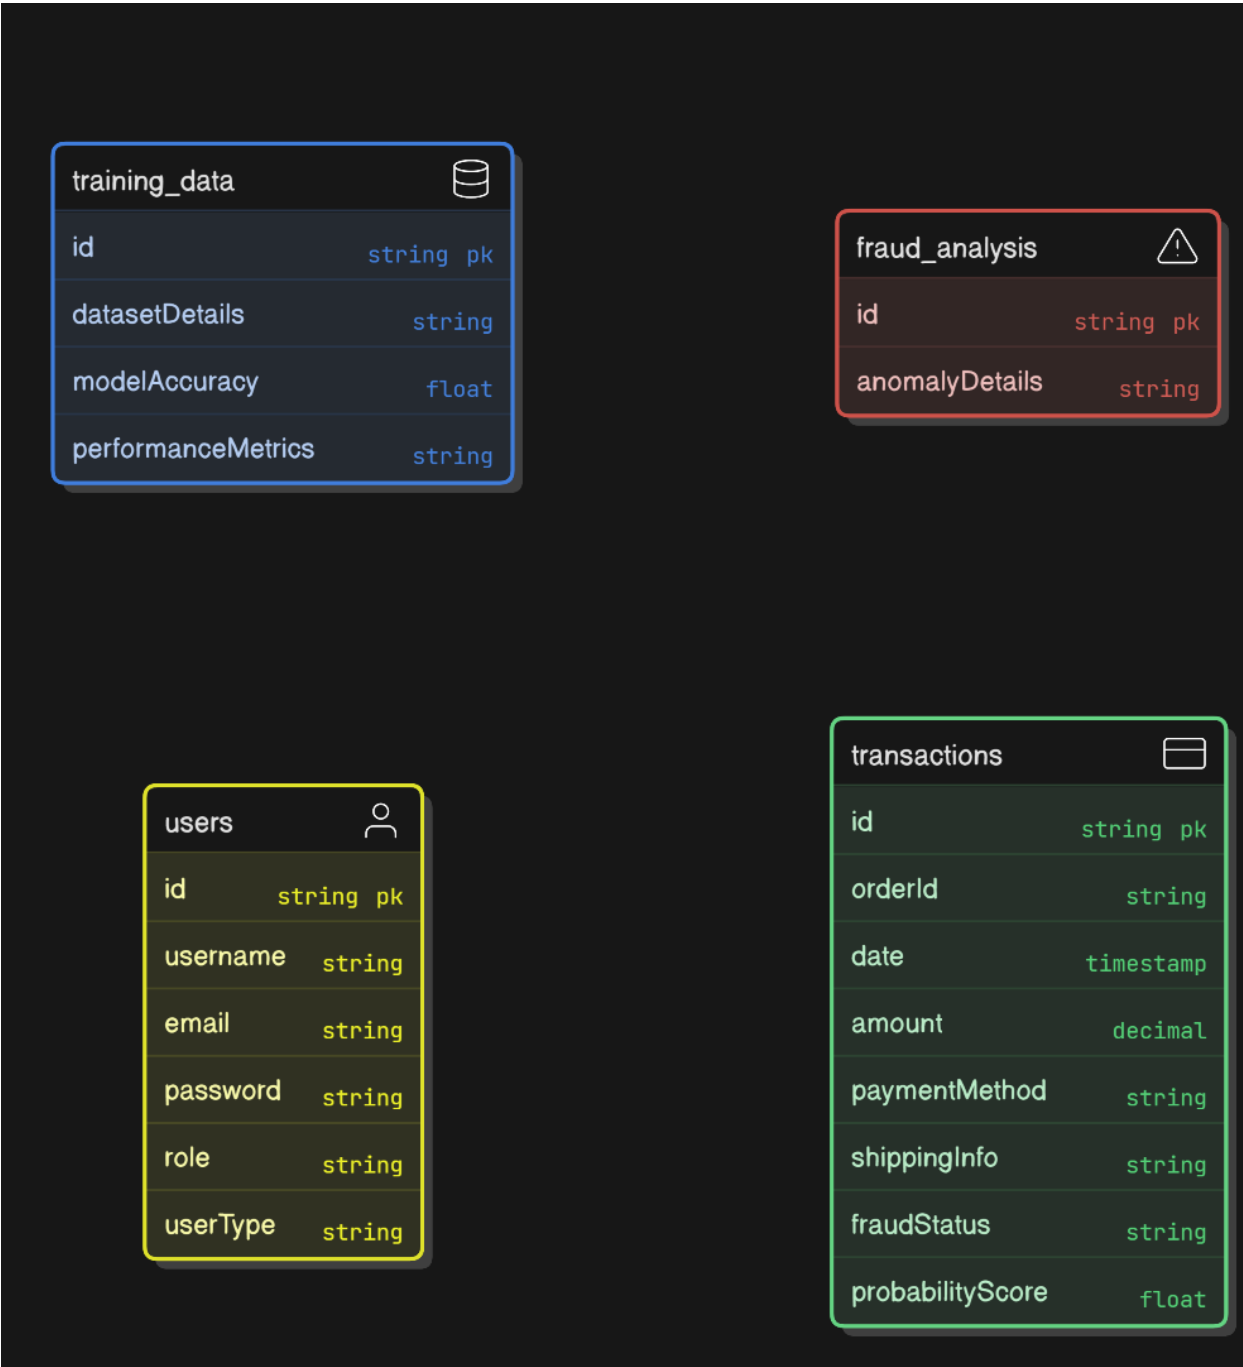 training_data
id string pk
datasetDetails string
modelAccuracy float
performanceMetrics string
fraud_analysis
id string pk
anomalyDetails string
users
id string pk
username string
email string
password string
role string
userType string
transactions
id string pk
orderId string
date timestamp
amount decimal
paymentMethod string
shippingInfo string
fraudStatus string
probabilityScore float